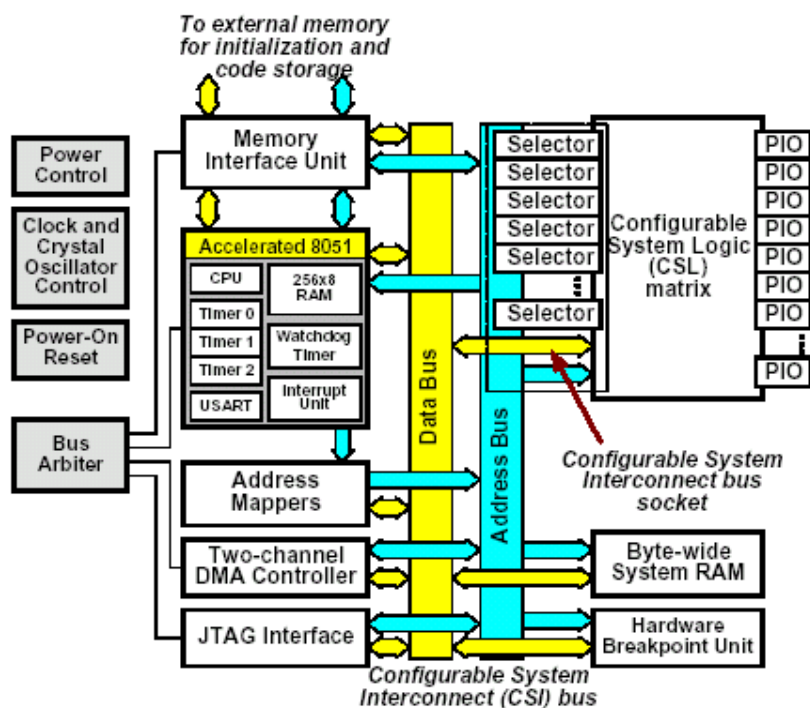 To external memory
for initialization and
code storage
Power
Control
Clock and
Crystal
Oscillator
Control
Power-On
Reset
Bus
Arbiter
Memory
Interface Unit
Accelerated 8051
CPU
Timer 0
Timer 1
Timer 2
USART
256x8
RAM
Watchdog
Timer
Interrupt
Unit
Address
Mappers
Two-channel
DMA Controller
JTAG Interface
Data Bus
Address Bus
Selector
Selector
Selector
Selector
Selector
Selector
Configurable
System Logic
(CSL)
matrix
PIO
PIO
PIO
PIO
PIO
PIO
PIO
PIO
Configurable System
Interconnect bus
socket
Byte-wide
System RAM
Hardware
Breakpoint Unit
Configurable System
Interconnect (CSI) bus